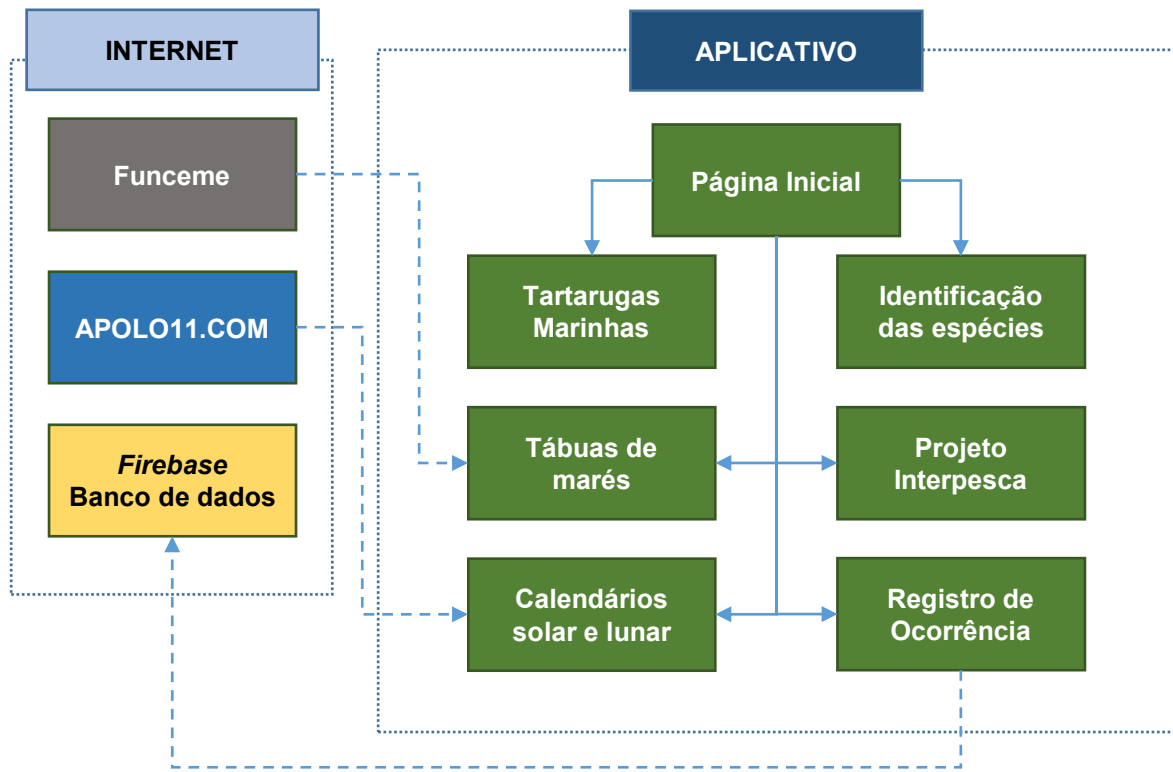 INTERNET
Funceme
APOLO11.COM
Firebase
Banco de dados
APLICATIVO
Página Inicial
Tartarugas
Marinhas
Identificação
das espécies
Tábuas de
marés
Projeto
Interpesca
Calendários
solar e lunar
Registro de
Ocorrência